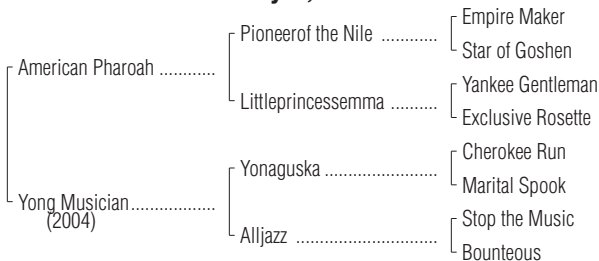 Empire Maker
Pioneerof the Nile ............
Star of Goshen
American Pharoah ............
Yankee Gentleman
Littleprincessemma ..........
Exclusive Rosette
Cherokee Run
Yonaguska ........................
Marital Spook
Yong Musician..................
(2004)
Stop the Music
Alljazz ..............................
Bounteous